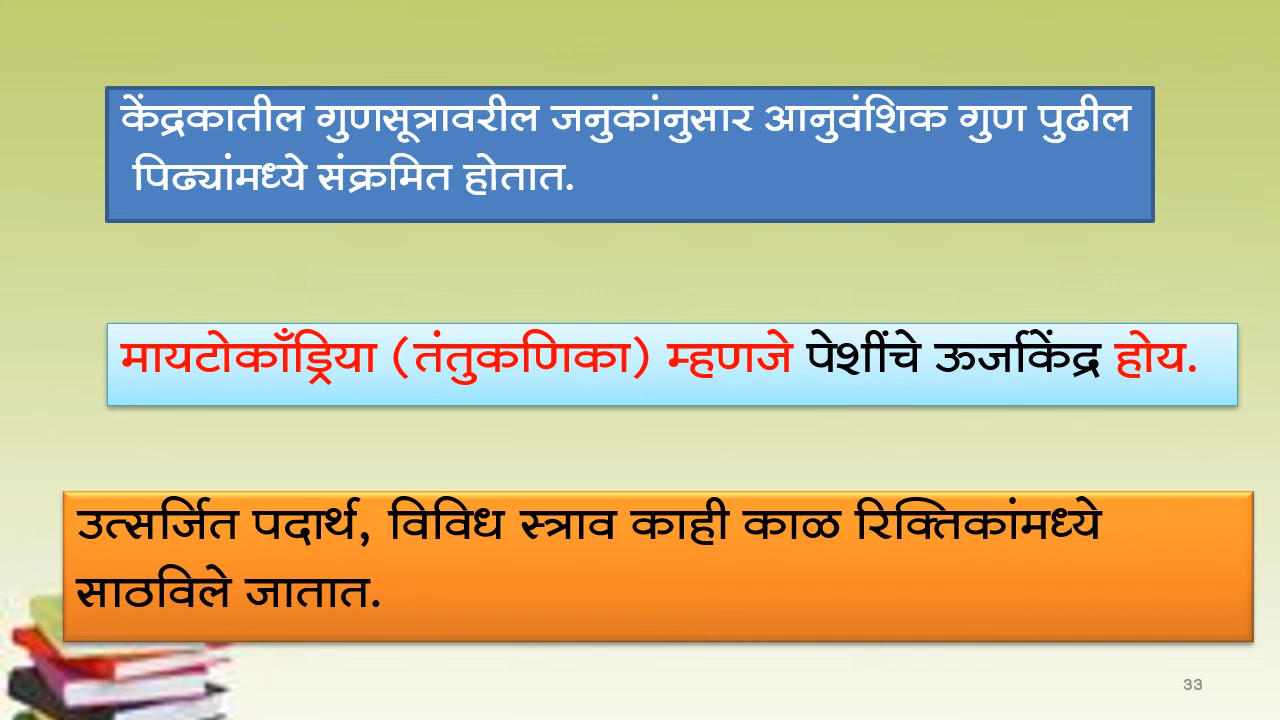 केंद्रकातील गुणसूत्रावरील जनुकांनुसार आनुवंशिक गुण पुढील
पिढ्यांमध्ये संक्रमित होतात.
मायटोकाँड्रिया (तंतुकणिका) म्हणजे पेशींचे ऊर्जाकेंद्र होय.
उत्सर्जित पदार्थ, विविध स्त्राव काही काळ रिक्तिकांमध्ये
साठविले जातात.
33